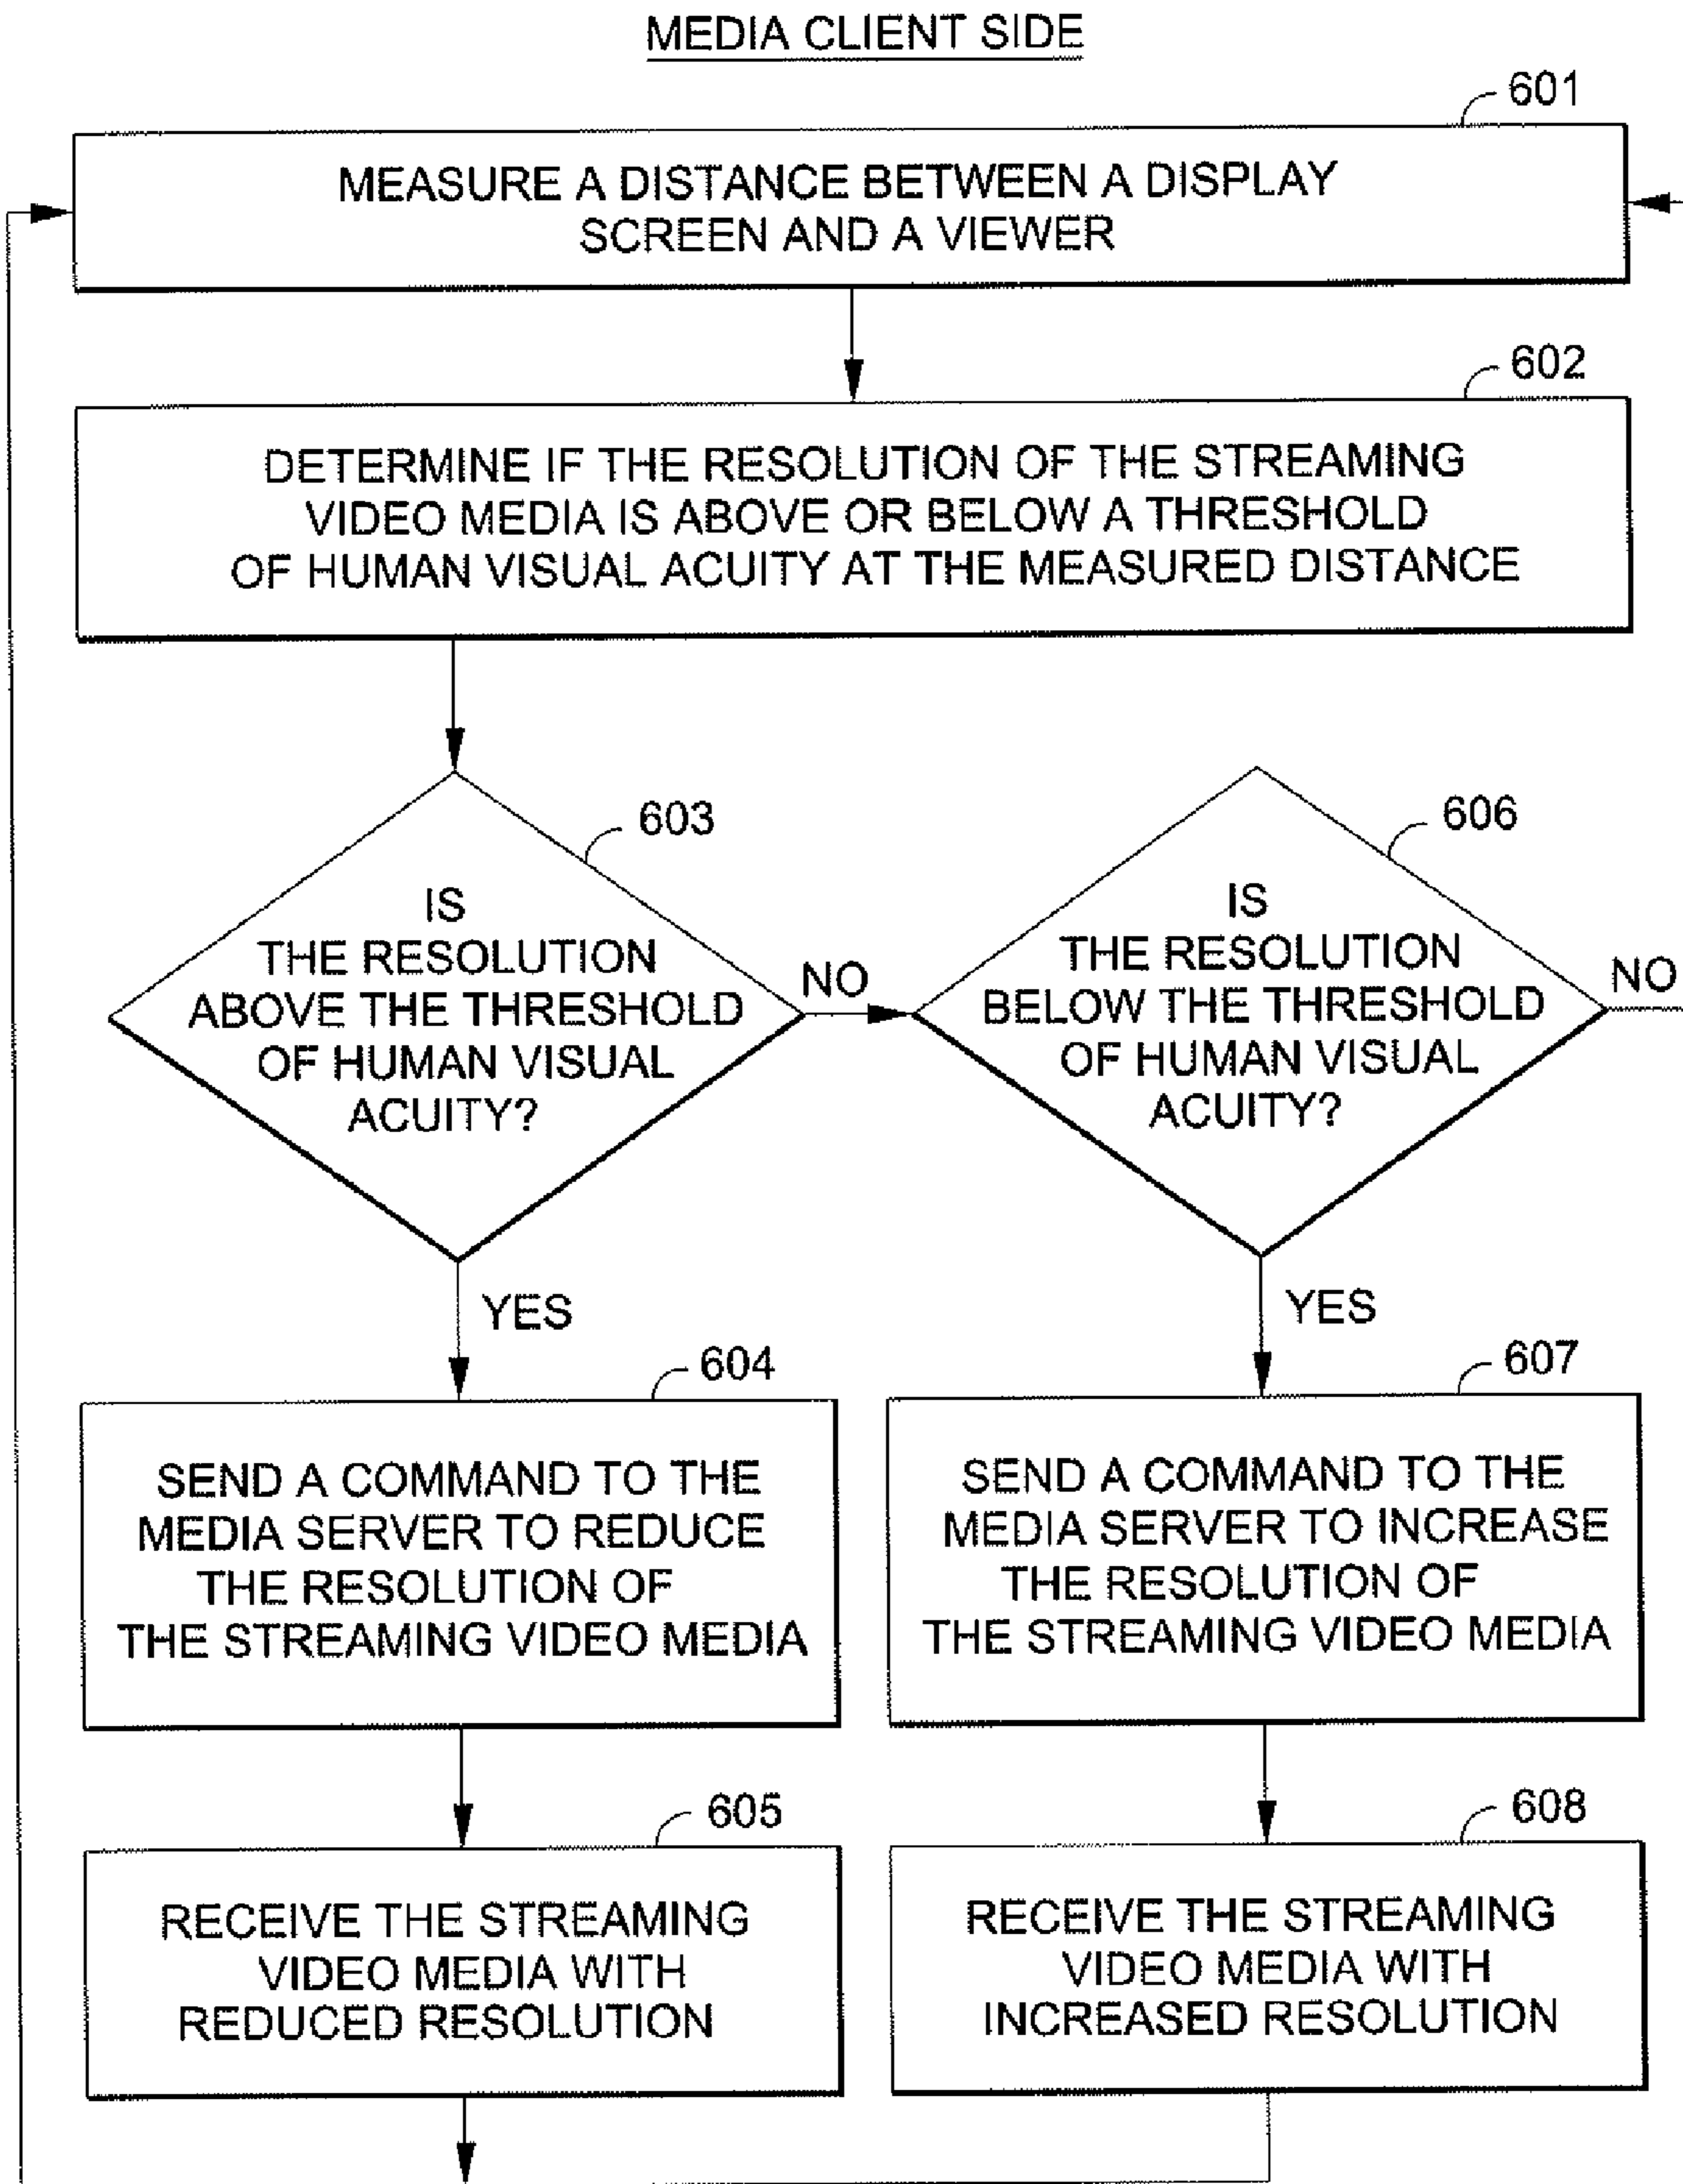 MEDIA CLIENT SIDE
601
MEASURE A DISTANCE BETWEEN A DISPLAY
SCREEN AND A VIEWER
602
DETERMINE IF THE RESOLUTION OF THE STREAMING
VIDEO MEDIA IS ABOVE OR BELOW A THRESHOLD
OF HUMAN VISUAL ACUITY AT THE MEASURED DISTANCE
603
IS
THE RESOLUTION
ABOVE THE THRESHOLD
OF HUMAN VISUAL
ACUITY?
NO
YES
606
IS
THE RESOLUTION
BELOW THE THRESHOLD
OF HUMAN VISUAL
ACUITY?
NO
YES
604
SEND A COMMAND TO THE
MEDIA SERVER TO REDUCE
THE RESOLUTION OF
THE STREAMING VIDEO MEDIA
607
SEND A COMMAND TO THE
MEDIA SERVER TO INCREASE
THE RESOLUTION OF
THE STREAMING VIDEO MEDIA
605
RECEIVE THE STREAMING
VIDEO MEDIA WITH
REDUCED RESOLUTION
608
RECEIVE THE STREAMING
VIDEO MEDIA WITH
INCREASED RESOLUTION